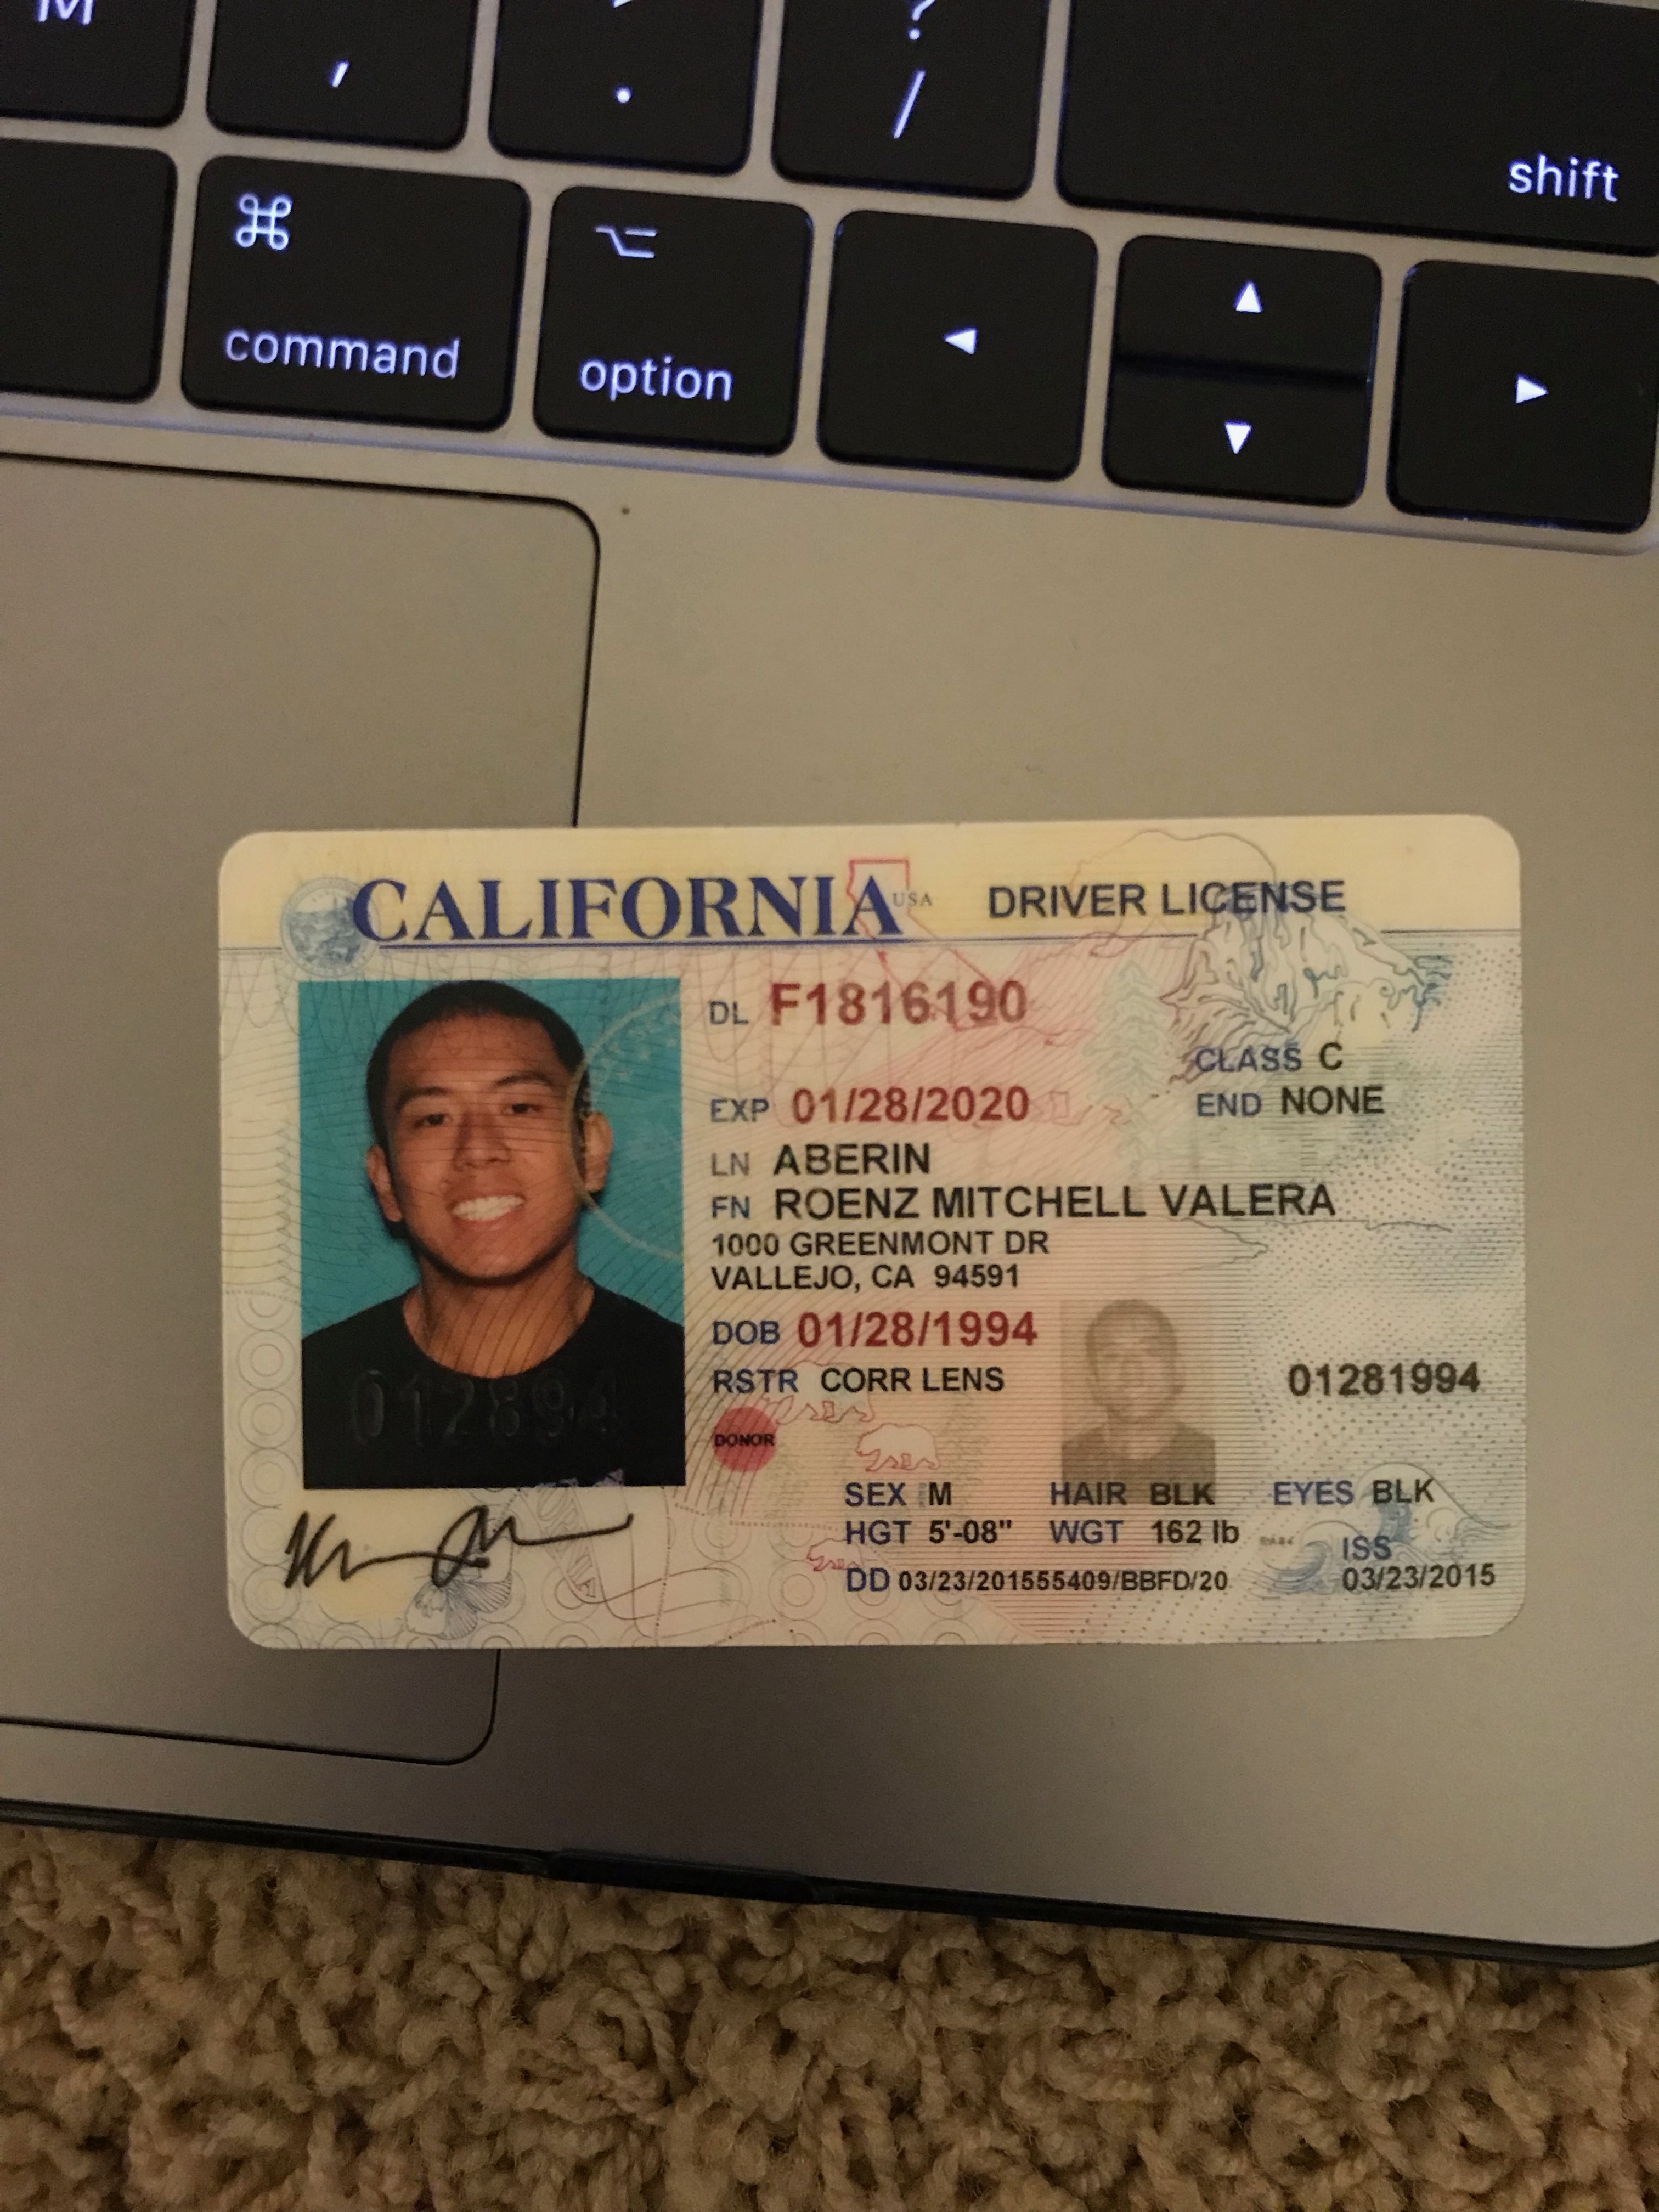 M
,
.
?
/
shift
⌘
command
⌥
option
◀
▲
▼
▶
CALIFORNIA USA DRIVER LICENSE
DL F1816190
CLASS C
EXP 01/28/2020
END NONE
LN ABERIN
FN ROENZ MITCHELL VALERA
1000 GREENMONT DR
VALLEJO, CA 94591
DOB 01/28/1994
RSTR CORR LENS
01281994
012894
DONOR
SEX M HAIR BLK EYES BLK
HGT 5'-08" WGT 162 lb
ISS
DD 03/23/201555409/BBFD/20
03/23/2015